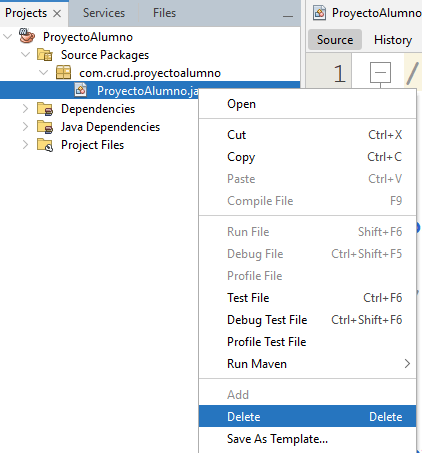 Projects Services Files
ProyectoAlumno
Source Packages
com.crud.proyectoalumno
ProyectoAlumno.ja
Dependencies
Java Dependencies
Project Files
ProyectoAlumno
Source History
1 /
Open
Cut Ctrl+X
Copy Ctrl+C
Paste Ctrl+V
Compile File F9
Run File Shift+F6
Debug File Ctrl+Shift+F5
Profile File
Test File Ctrl+F6
Debug Test File Ctrl+Shift+F6
Profile Test File
Run Maven
Add
Delete Delete
Save As Template...